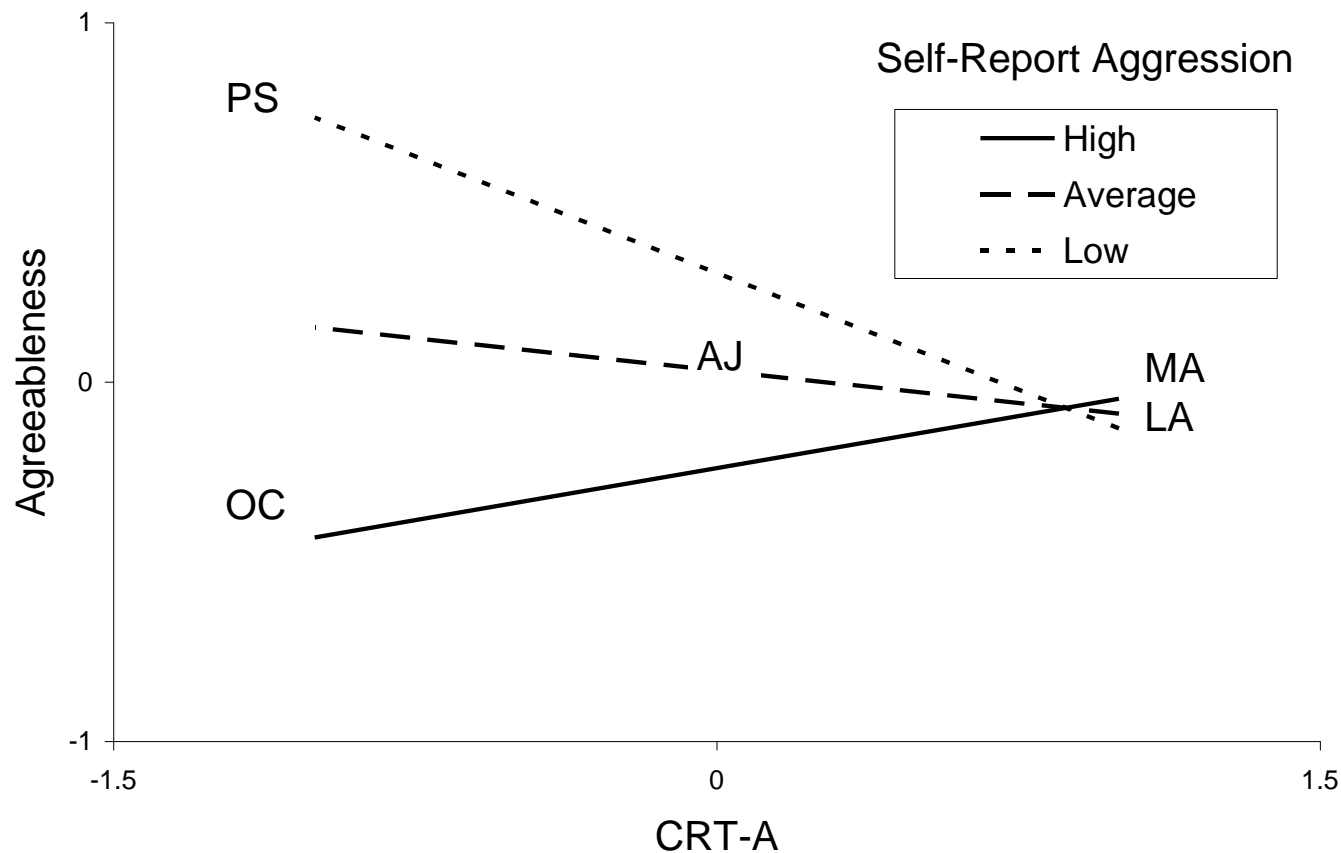 1
Self-Report Aggression
PS
High
Average
Low
Agreeableness
AJ
0
MA
LA
OC
-1
-1.5
0
1.5
CRT-A